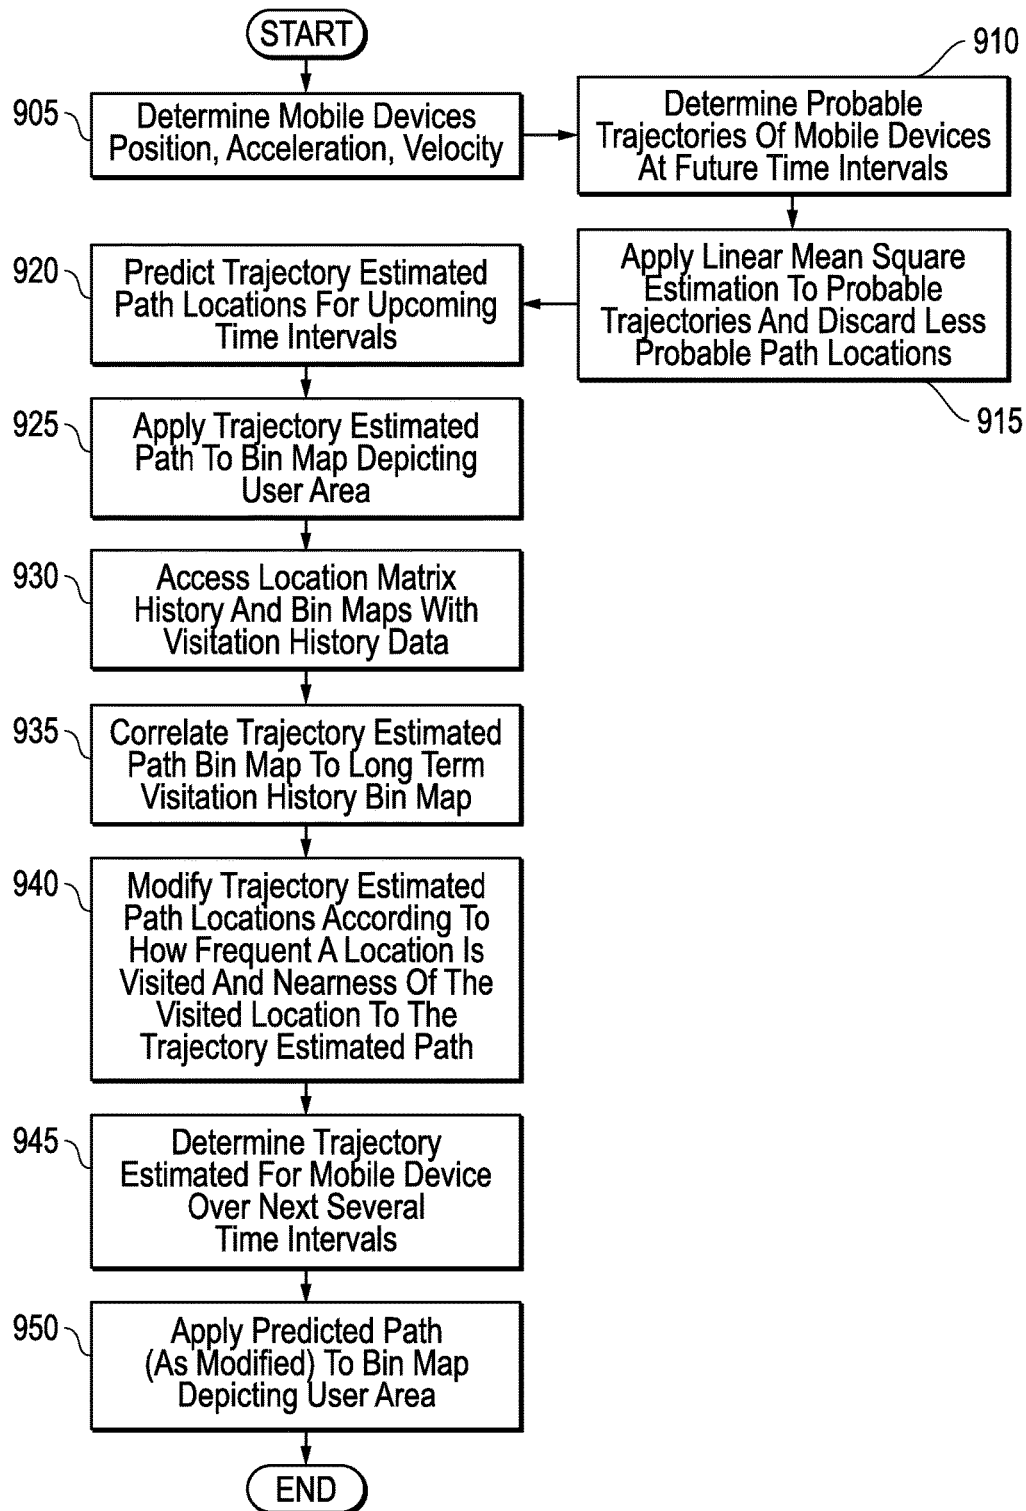 START
905
Determine Mobile Devices
Position, Acceleration, Velocity
910
Determine Probable
Trajectories Of Mobile Devices
At Future Time Intervals
Apply Linear Mean Square
Estimation To Probable
Trajectories And Discard Less
Probable Path Locations
915
920
Predict Trajectory Estimated
Path Locations For Upcoming
Time Intervals
925
Apply Trajectory Estimated
Path To Bin Map Depicting
User Area
930
Access Location Matrix
History And Bin Maps With
Visitation History Data
935
Correlate Trajectory Estimated
Path Bin Map To Long Term
Visitation History Bin Map
940
Modify Trajectory Estimated
Path Locations According To
How Frequent A Location Is
Visited And Nearness Of The
Visited Location To The
Trajectory Estimated Path
945
Determine Trajectory
Estimated For Mobile Device
Over Next Several
Time Intervals
950
Apply Predicted Path
(As Modified) To Bin Map
Depicting User Area
END